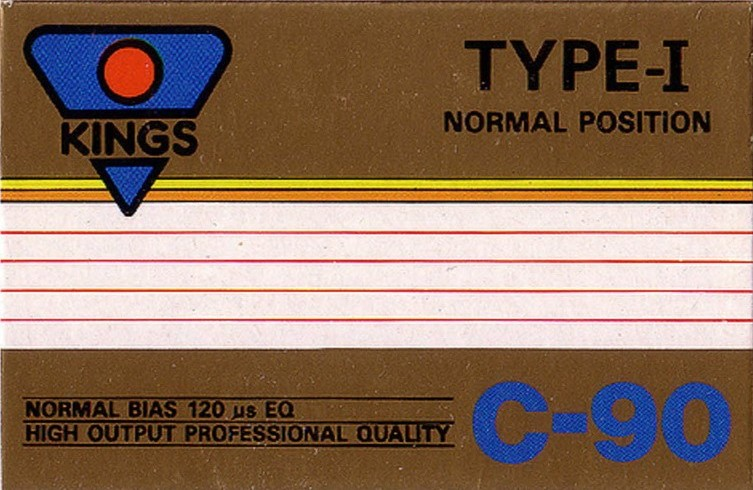 KINGS
TYPE-I
NORMAL POSITION
NORMAL BIAS 120 µs EQ
HIGH OUTPUT PROFESSIONAL QUALITY
C-90